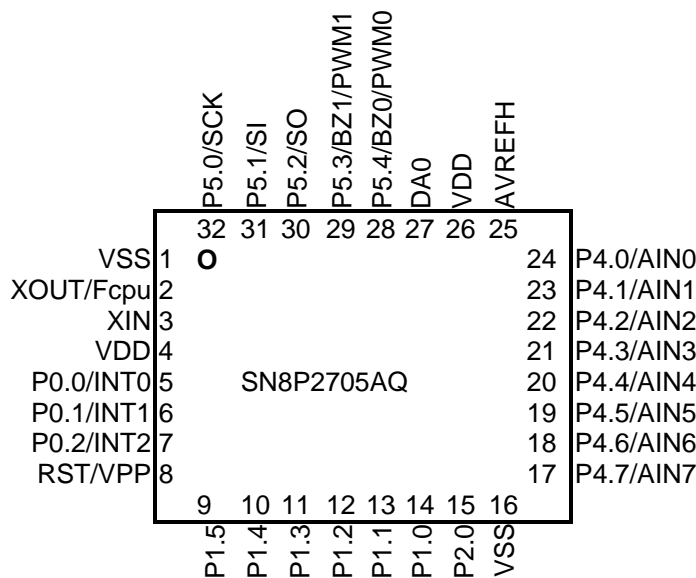 P5.0/SCK
P5.1/SI
P5.2/SO
P5.3/BZ1/PWM1
P5.4/BZ0/PWM0
DA0
VDD
AVREFH
32 31 30 29 28 27 26 25
VSS 1 O 24 P4.0/AIN0
XOUT/Fcpu 2 23 P4.1/AIN1
XIN 3 22 P4.2/AIN2
VDD 4 21 P4.3/AIN3
P0.0/INT0 5 SN8P2705AQ 20 P4.4/AIN4
P0.1/INT1 6 19 P4.5/AIN5
P0.2/INT2 7 18 P4.6/AIN6
RST/VPP 8 17 P4.7/AIN7
9 10 11 12 13 14 15 16
P1.5
P1.4
P1.3
P1.2
P1.1
P1.0
P2.0
VSS